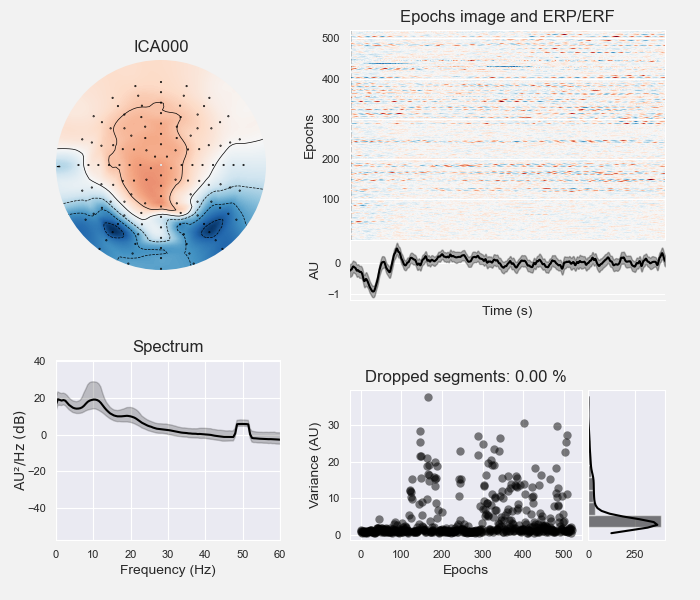 ICA000
Epochs image and ERP/ERF
500
400
300
200
100
Epochs
0
−1
AU
Time (s)
Spectrum
40
20
0
−20
−40
AU²/Hz (dB)
0 10 20 30 40 50 60
Frequency (Hz)
Dropped segments: 0.00 %
30
20
10
0
Variance (AU)
0 100 200 300 400 500
Epochs
0 250